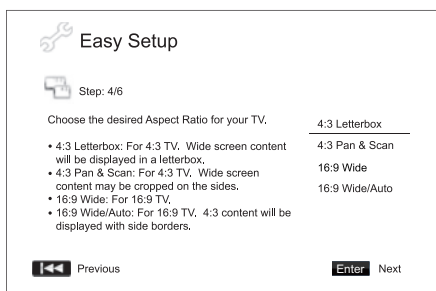 Easy Setup
Step: 4/6
Choose the desired Aspect Ratio for your TV.
• 4:3 Letterbox: For 4:3 TV. Wide screen content
will be displayed in a letterbox.
• 4:3 Pan & Scan: For 4:3 TV. Wide screen
content may be cropped on the sides.
• 16:9 Wide: For 16:9 TV.
• 16:9 Wide/Auto: For 16:9 TV. 4:3 content will be
displayed with side borders.
4:3 Letterbox
4:3 Pan & Scan
16:9 Wide
16:9 Wide/Auto
Previous
Enter Next